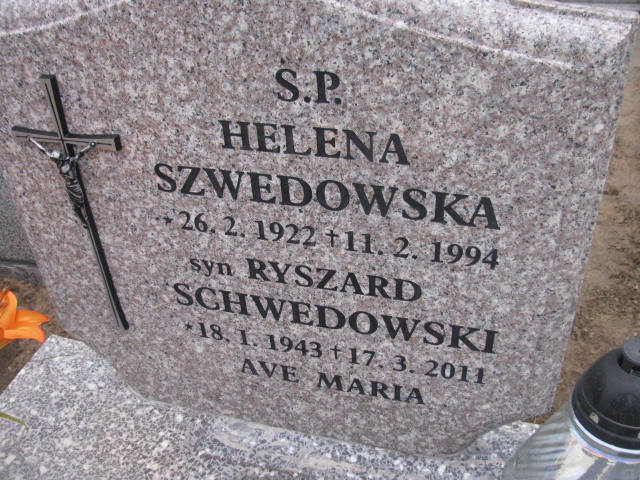 S.P.
HELENA
SZWEDOWSKA
*26. 2. 1922 †11. 2. 1994
syn RYSZARD
SCHWEDOWSKI
*18. 1. 1943 †17. 3. 2011
AVE MARIA